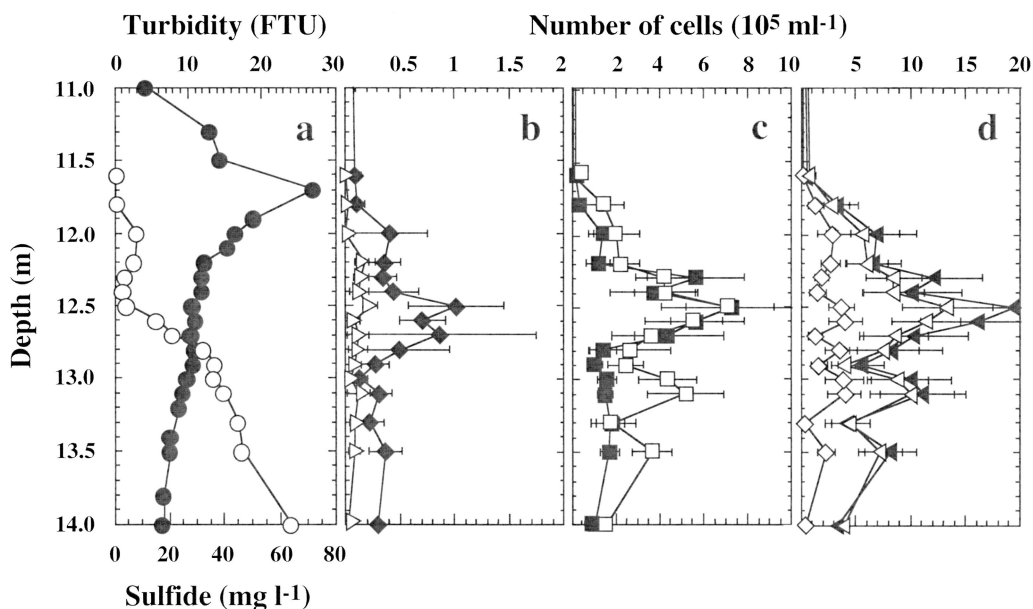 Turbidity (FTU) Number of cells (10⁵ ml⁻¹)
0 10 20 30 0.5 1 1.5 2 2 4 6 8 10 5 10 15 20
11.0 a b c d
11.5
12.0
12.5
13.0
13.5
14.0
Depth (m)
0 20 40 60 80
Sulfide (mg l⁻¹)